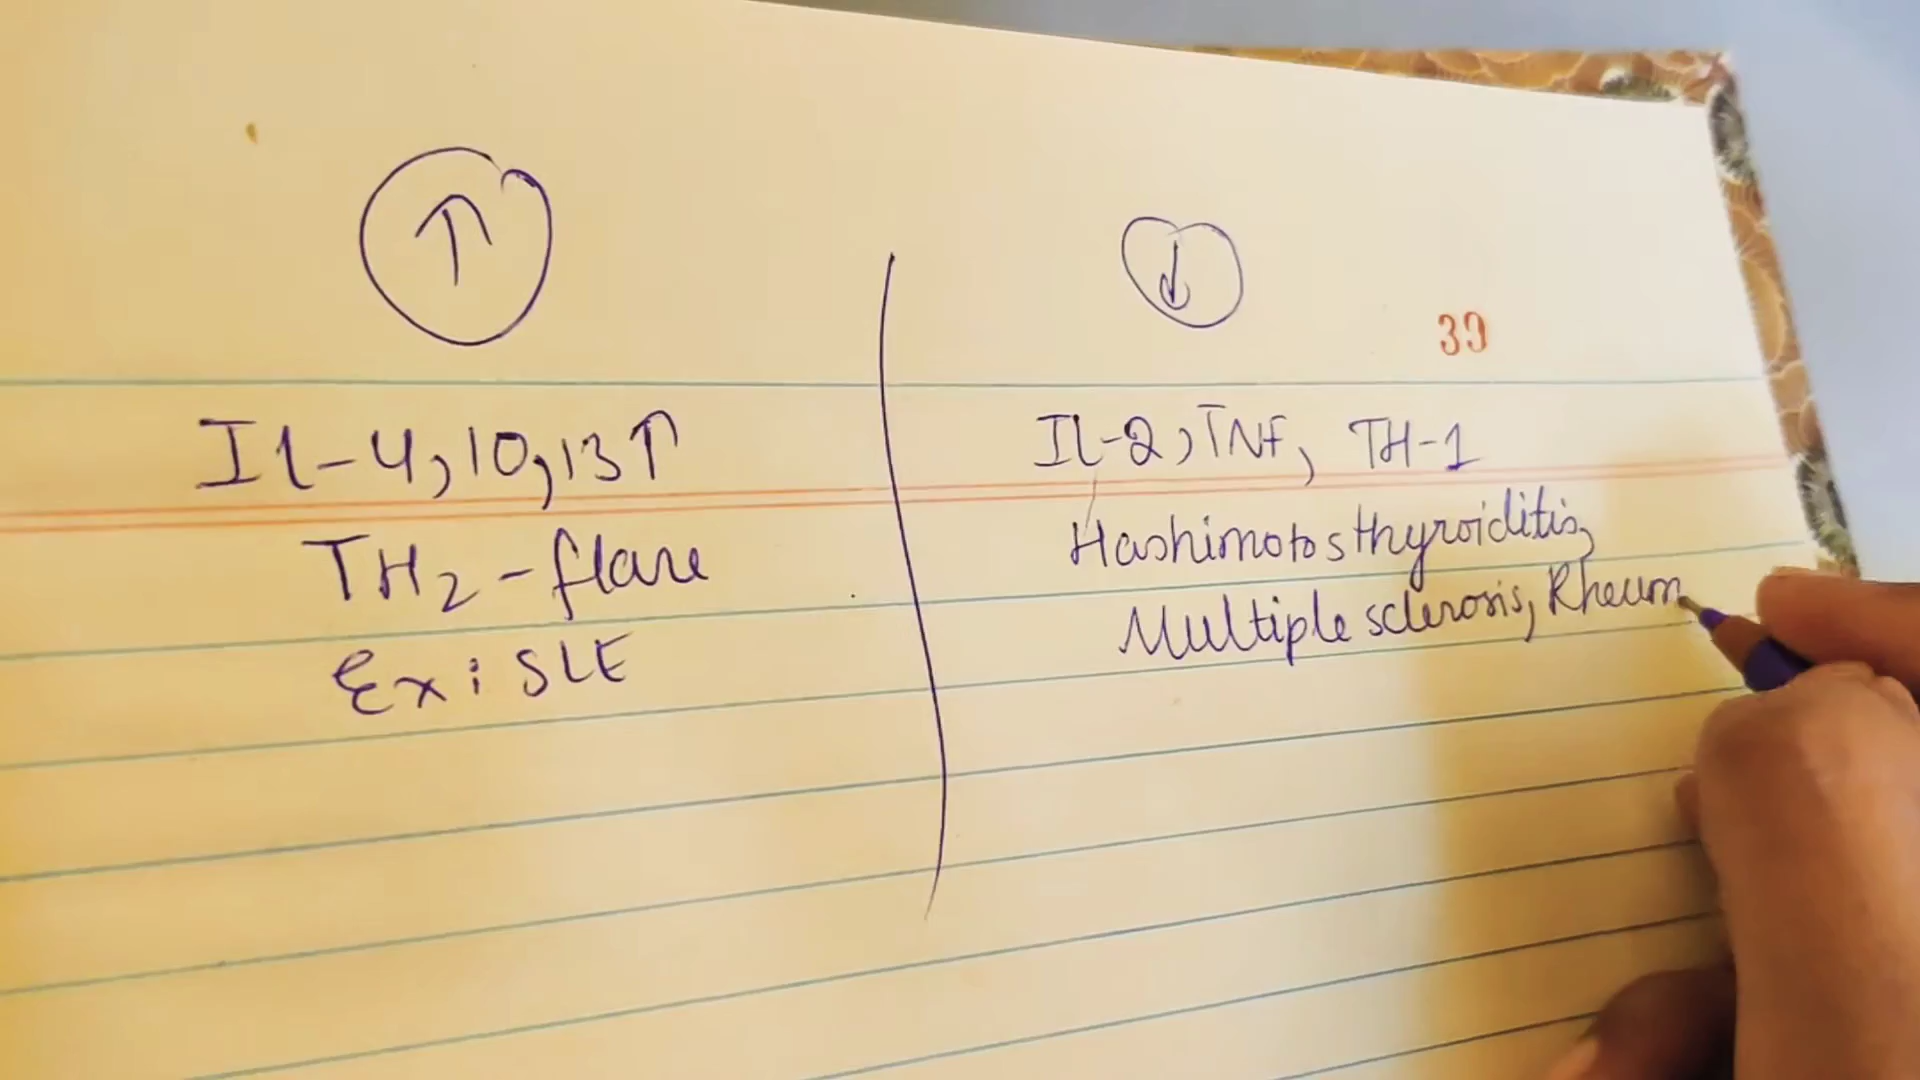 ↑
Il-4,10,13↑
TH2-flare
Ex: SLE
↓
39
IL-2, TNF, TH-1
Hashimotos thyroiditis,
Multiple sclerosis, Rheum